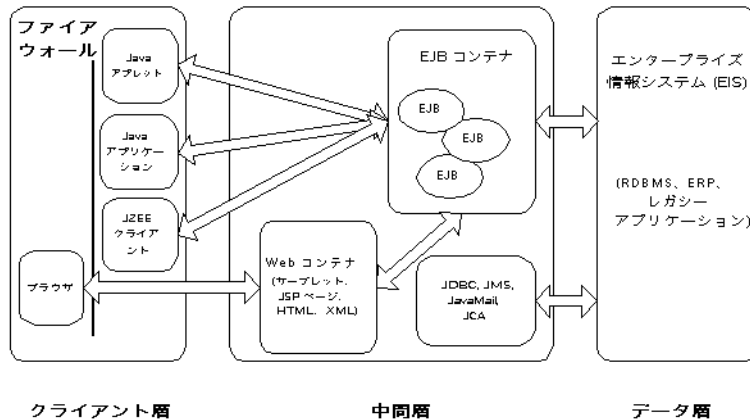 ファイア
ウォール
Java
アプレット
Java
アプリケー
ション
J2EE
クライア
ント
ブラウザ
EJB コンテナ
EJB
EJB
EJB
Web コンテナ
(サーブレット、
JSP ページ、
HTML、XML)
JDBC, JMS,
JavaMail,
JCA
エンタープライズ
情報システム (EIS)
(RDBMS、ERP、
レガシー
アプリケーション)
クライアント層
中間層
データ層